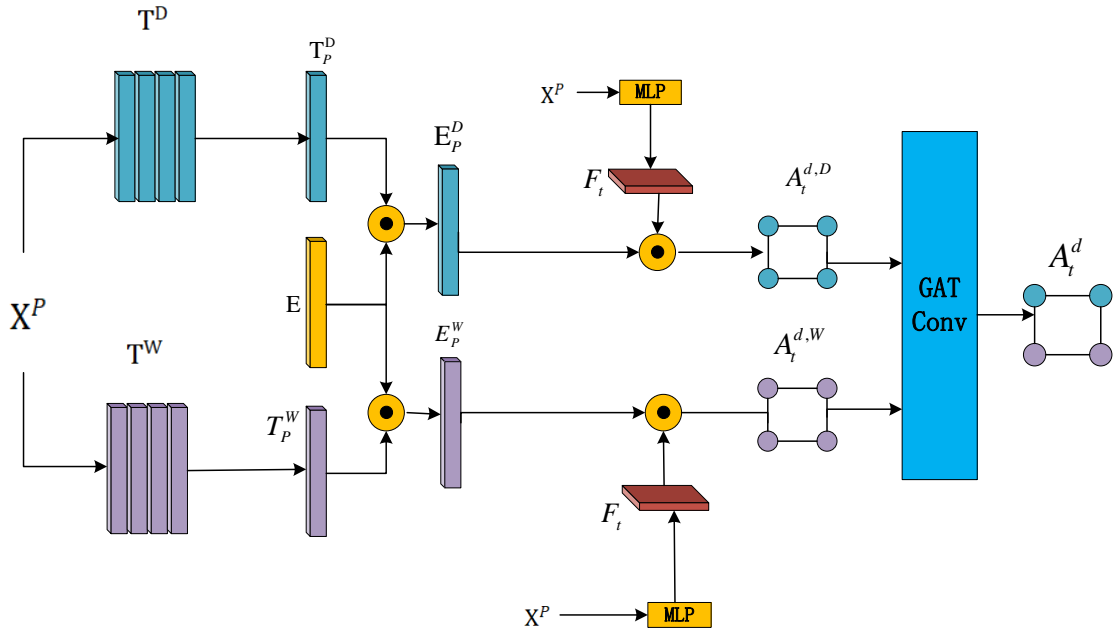 T^D
T_P^D
X^P
MLP
E_P^D
F_t
A_t^{d,D}
E
GAT
Conv
A_t^d
X^P
T^W
E_P^W
A_t^{d,W}
T_P^W
F_t
X^P
MLP